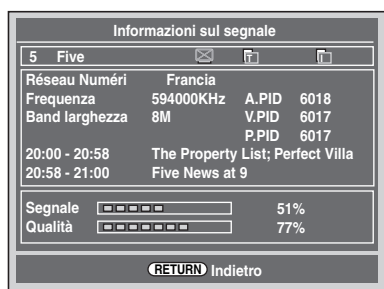 Informazioni sul segnale
5 Five
Réseau Numéri Francia
Frequenza 594000KHz A.PID 6018
Band larghezza 8M V.PID 6017
P.PID 6017
20:00 - 20:58 The Property List; Perfect Villa
20:58 - 21:00 Five News at 9
Segnale 51%
Qualità 77%
RETURN Indietro